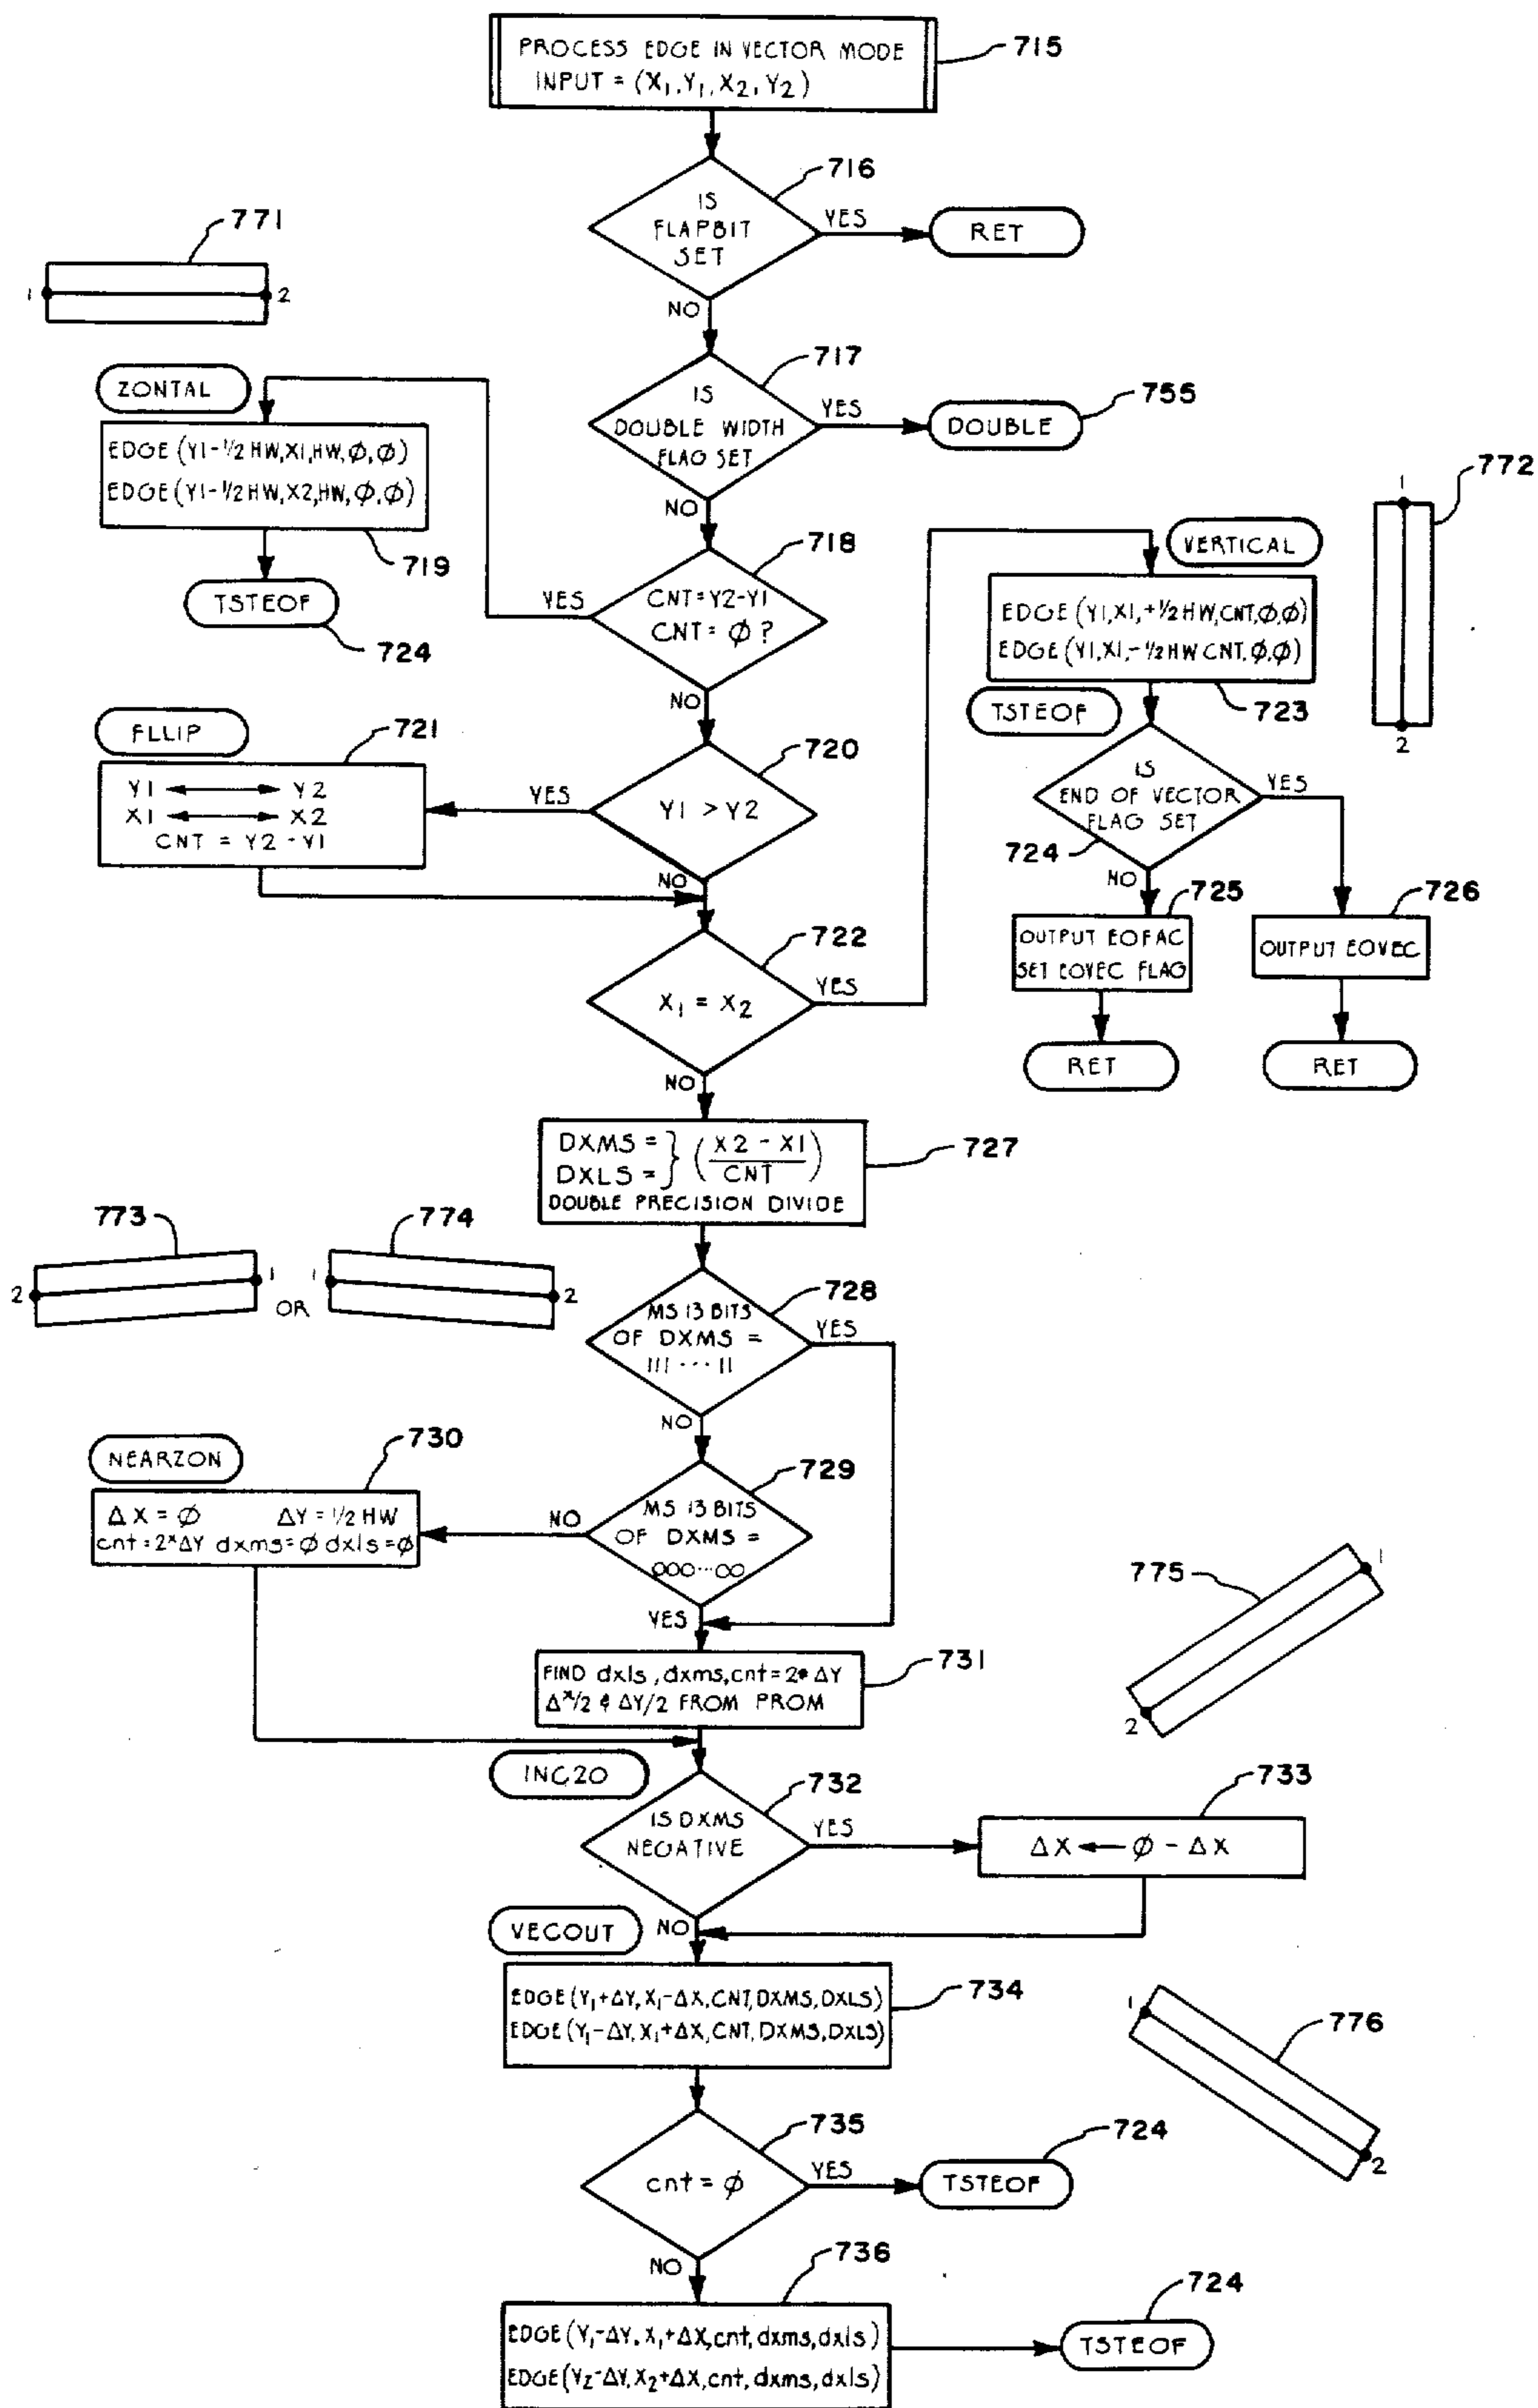 PROCESS EDGE IN VECTOR MODE
INPUT = (X1, Y1, X2, Y2)
715
716
IS
FLAPBIT
SET
YES
RET
NO
771
1
2
717
IS
DOUBLE WIDTH
FLAG SET
YES
DOUBLE
755
NO
ZONTAL
EDGE (Y1-1/2 HW, X1, HW, Ø, Ø)
EDGE (Y1-1/2 HW, X2, HW, Ø, Ø)
719
TSTEOF
724
718
CNT = Y2-Y1
CNT = Ø ?
YES
NO
772
1
2
VERTICAL
EDGE (Y1, X1, +1/2 HW, CNT, Ø, Ø)
EDGE (Y1, X1, -1/2 HW CNT, Ø, Ø)
723
TSTEOF
IS
END OF VECTOR
FLAG SET
YES
724
NO
725
OUTPUT EOFAC
SET EOVEC FLAG
RET
726
OUTPUT EOVEC
RET
FLLIP
721
Y1 ↔ Y2
X1 ↔ X2
CNT = Y2 - Y1
720
Y1 > Y2
YES
NO
722
X1 = X2
YES
NO
DXMS = } (X2 - X1
DXLS = } CNT)
DOUBLE PRECISION DIVIDE
727
773
2
1
OR
774
1
2
728
MS 13 BITS
OF DXMS =
111 ··· 11
YES
NO
729
MS 13 BITS
OF DXMS =
000 ··· 00
NO
YES
NEARZON
730
ΔX = Ø ΔY = 1/2 HW
cnt = 2*ΔY dxms = Ø dxls = Ø
FIND dxls, dxms, cnt = 2* ΔY
Δx/2 & ΔY/2 FROM PROM
731
775
1
2
INC20
732
IS DXMS
NEGATIVE
YES
733
ΔX ← Ø - ΔX
NO
VECOUT
EDGE (Y1+ΔY, X1-ΔX, CNT, DXMS, DXLS)
EDGE (Y1-ΔY, X1+ΔX, CNT, DXMS, DXLS)
734
776
1
2
735
cnt = Ø
YES
TSTEOF
724
NO
736
EDGE (Y1-ΔY, X1+ΔX, cnt, dxms, dxls)
EDGE (Y2-ΔY, X2+ΔX, cnt, dxms, dxls)
TSTEOF
724